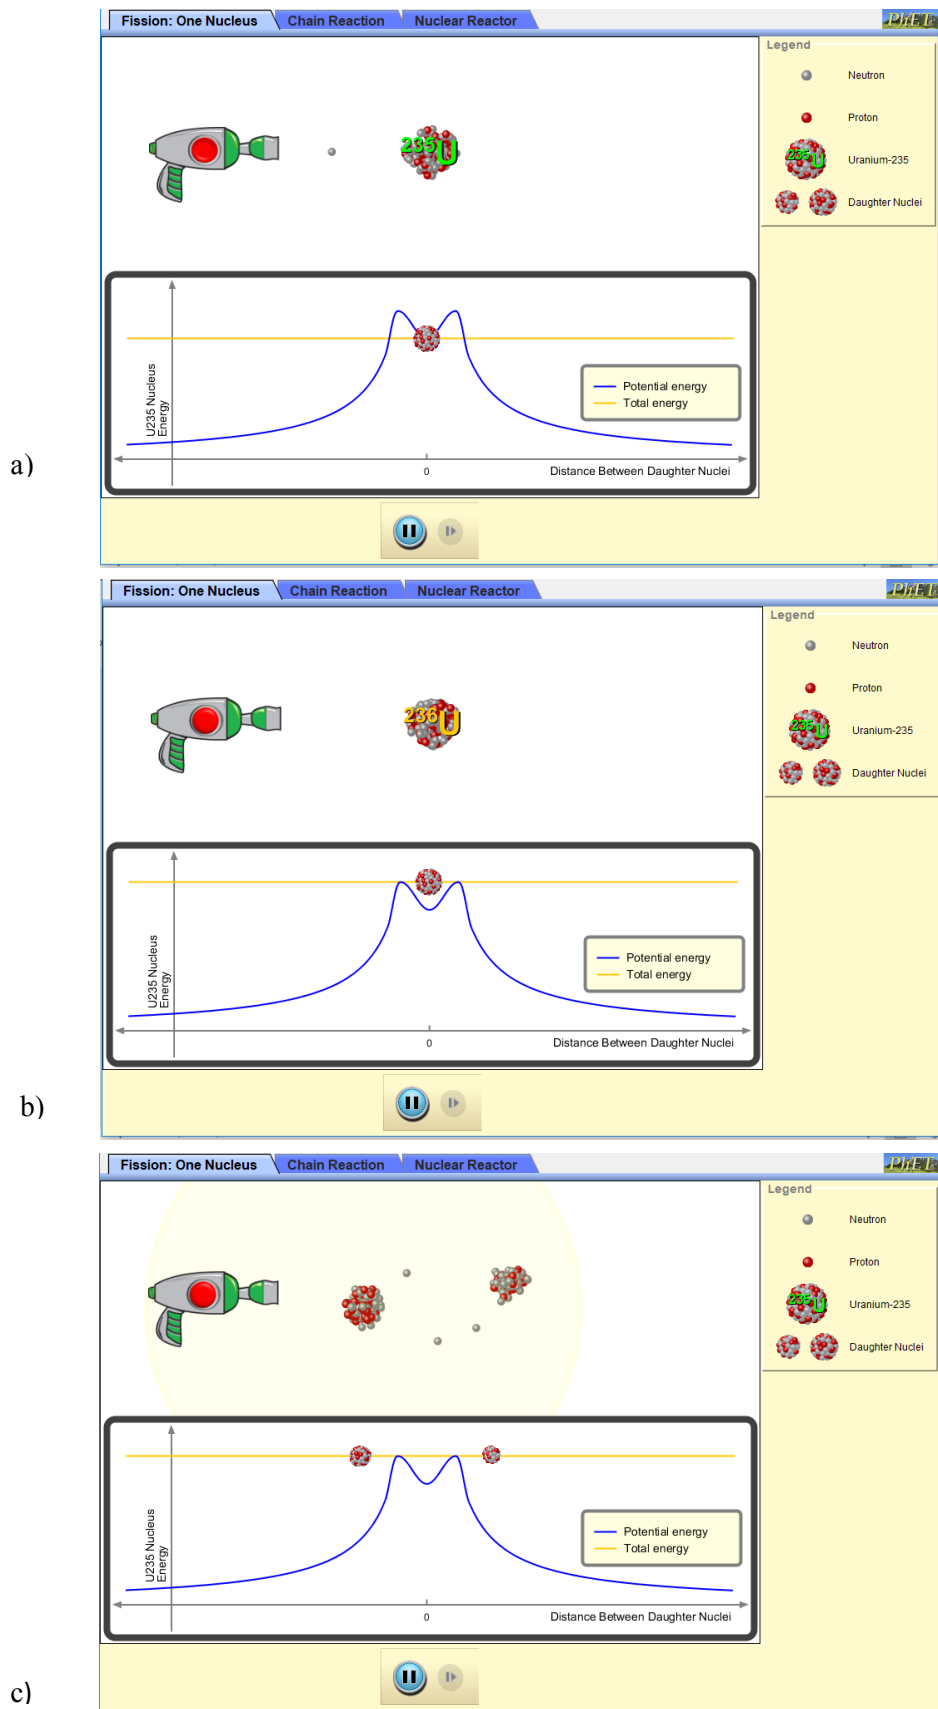 Fission: One Nucleus Chain Reaction Nuclear Reactor PhET
Legend
Neutron
Proton
235U Uranium-235
Daughter Nuclei
235U
U235 Nucleus
Energy
Potential energy
Total energy
0 Distance Between Daughter Nuclei
a)
Fission: One Nucleus Chain Reaction Nuclear Reactor PhET
Legend
Neutron
Proton
235U Uranium-235
Daughter Nuclei
236U
U235 Nucleus
Energy
Potential energy
Total energy
0 Distance Between Daughter Nuclei
b)
Fission: One Nucleus Chain Reaction Nuclear Reactor PhET
Legend
Neutron
Proton
235U Uranium-235
Daughter Nuclei
U235 Nucleus
Energy
Potential energy
Total energy
0 Distance Between Daughter Nuclei
c)